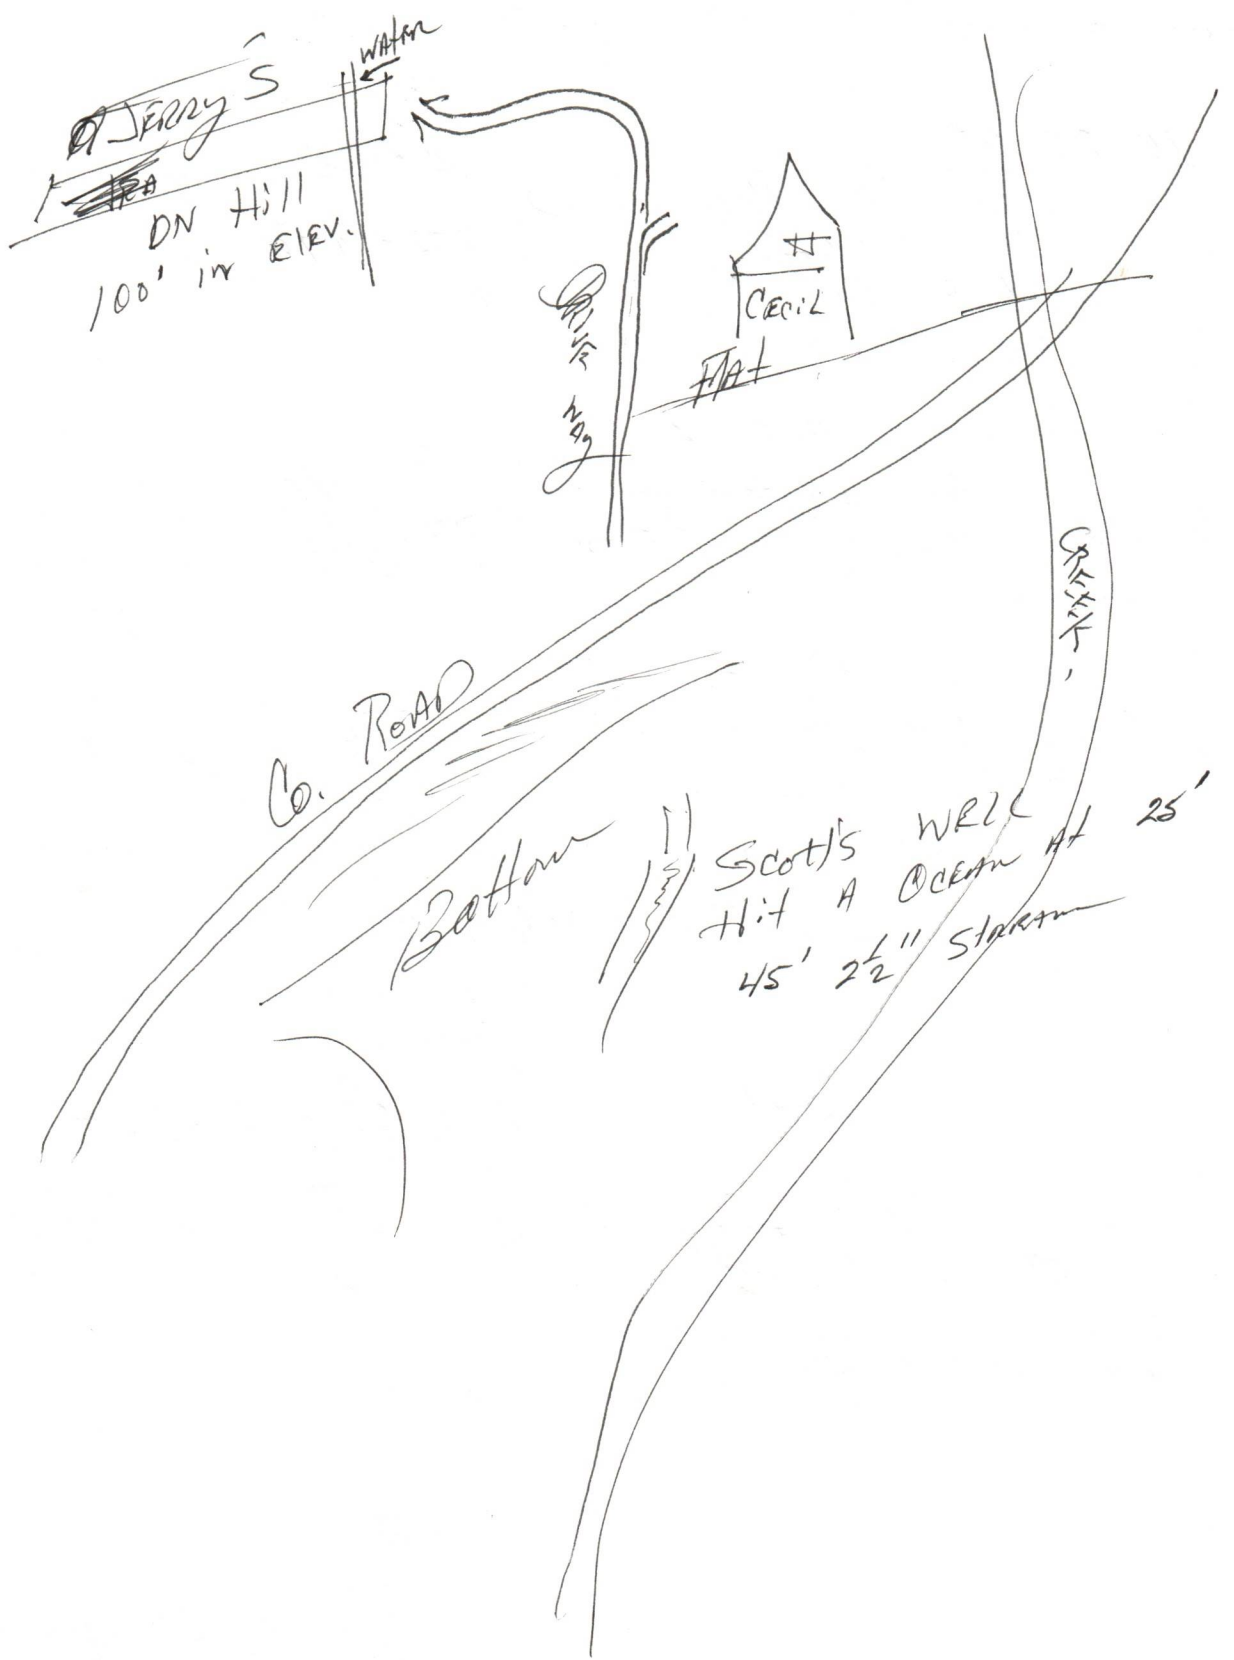 WATER
JERRY'S
DN Hill
100' in ELEV.
CECIL
FlAt
CREEK.
Co. ROAD
Bottom
Scott's WELL
Hit A OCEAN At 25'
45' 2½" StREAM